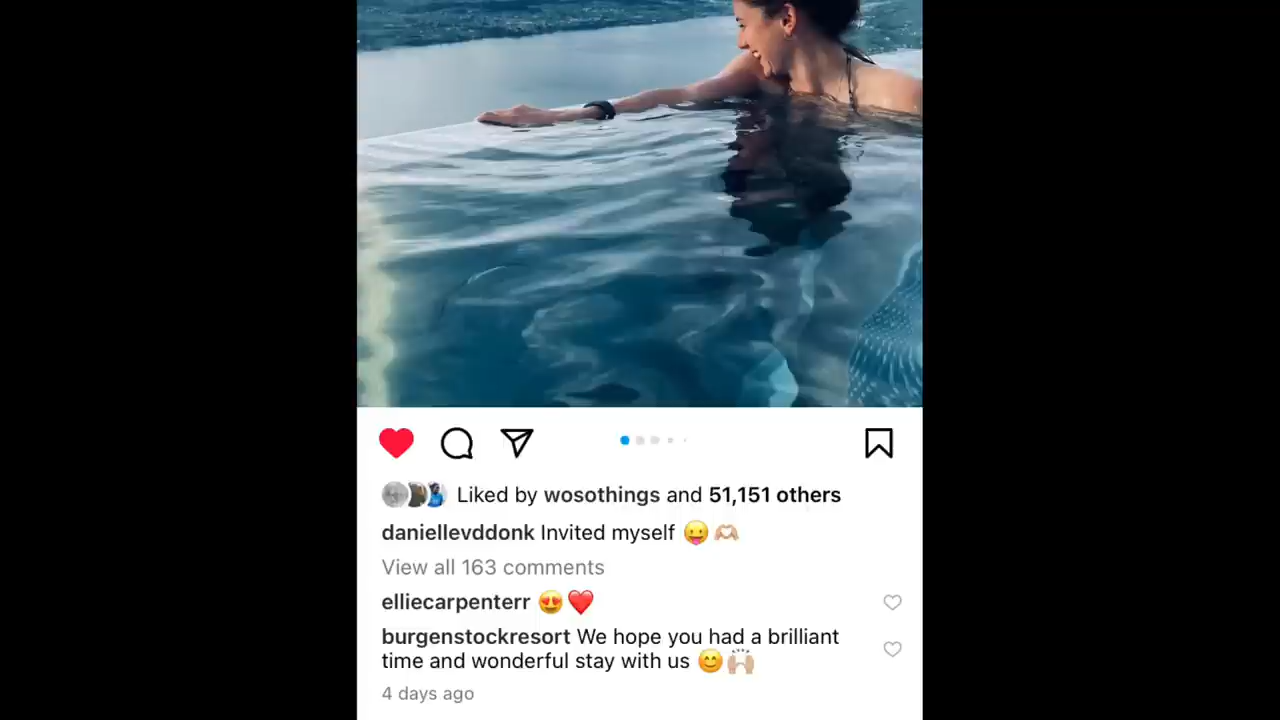 Liked by wosothings and 51,151 others
daniellevddonk Invited myself 😛 🫶🏼
View all 163 comments
elliecarpenterr 😍❤️
burgenstockresort We hope you had a brilliant
time and wonderful stay with us 😊🙌🏼
4 days ago